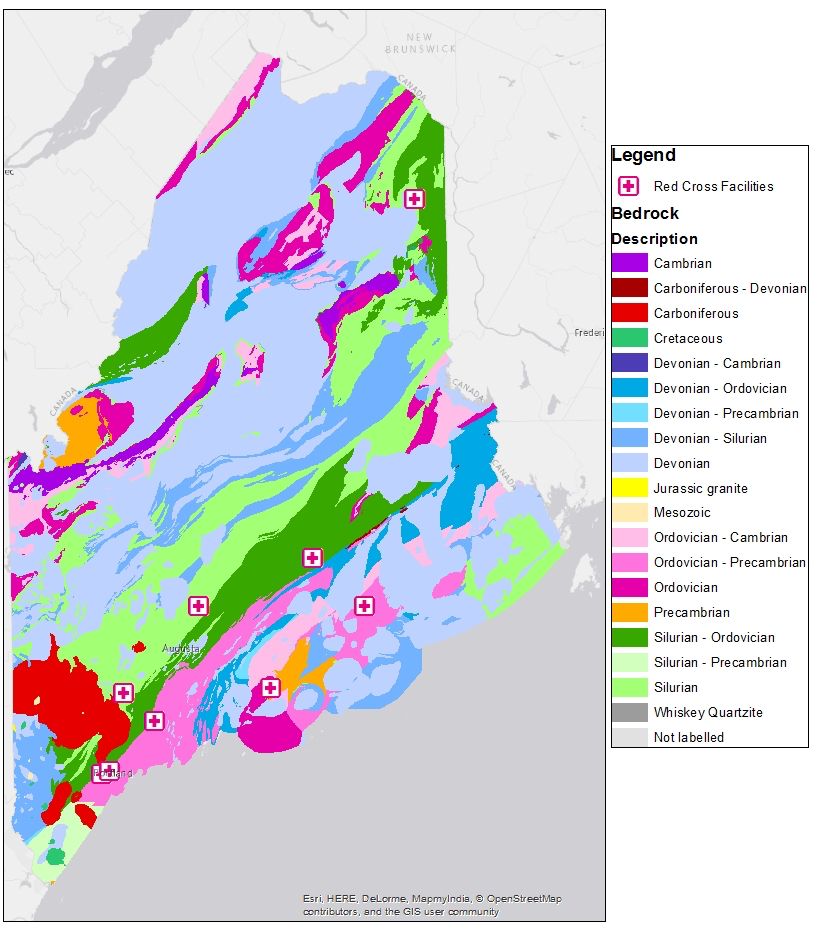 NEW
BRUNSWICK
CANADA
ec
Frederi
CANADA
CANADA
CANADA
Augusta
Portland
Esri, HERE, DeLorme, MapmyIndia, © OpenStreetMap
contributors, and the GIS user community
Legend
Red Cross Facilities
Bedrock
Description
Cambrian
Carboniferous - Devonian
Carboniferous
Cretaceous
Devonian - Cambrian
Devonian - Ordovician
Devonian - Precambrian
Devonian - Silurian
Devonian
Jurassic granite
Mesozoic
Ordovician - Cambrian
Ordovician - Precambrian
Ordovician
Precambrian
Silurian - Ordovician
Silurian - Precambrian
Silurian
Whiskey Quartzite
Not labelled